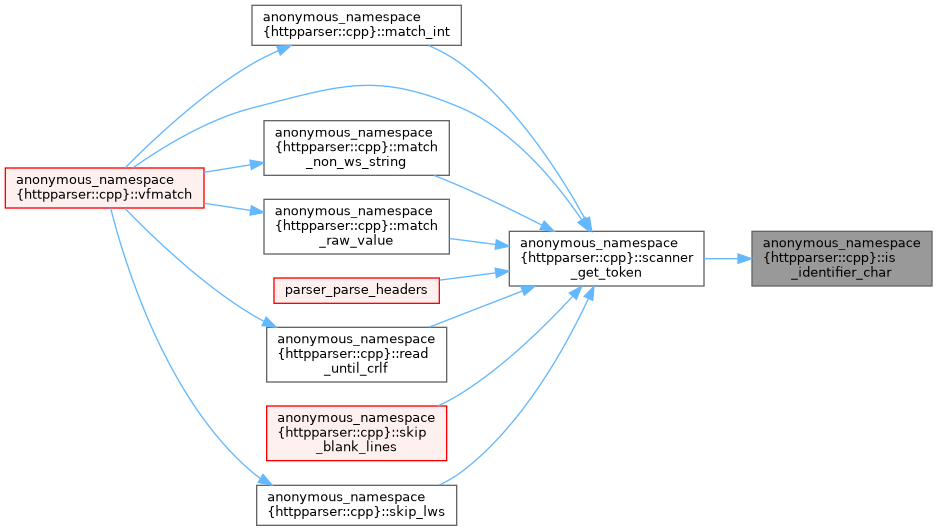 anonymous_namespace
{httpparser::cpp}::match_int
anonymous_namespace
{httpparser::cpp}::match
_non_ws_string
anonymous_namespace
{httpparser::cpp}::vfmatch
anonymous_namespace
{httpparser::cpp}::match
_raw_value
anonymous_namespace
{httpparser::cpp}::scanner
_get_token
anonymous_namespace
{httpparser::cpp}::is
_identifier_char
parser_parse_headers
anonymous_namespace
{httpparser::cpp}::read
_until_crlf
anonymous_namespace
{httpparser::cpp}::skip
_blank_lines
anonymous_namespace
{httpparser::cpp}::skip_lws